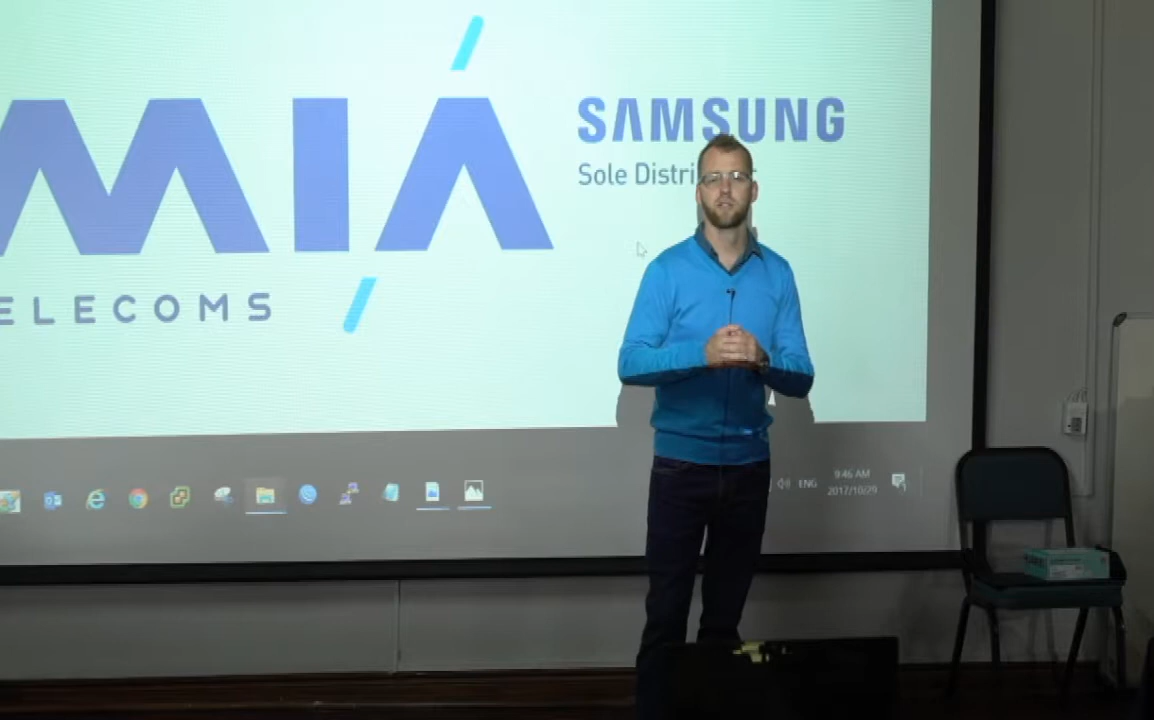 MIÁ
ELECOMS
SAMSUNG
Sole Distri
ENG
9:46 AM
2017/10/29